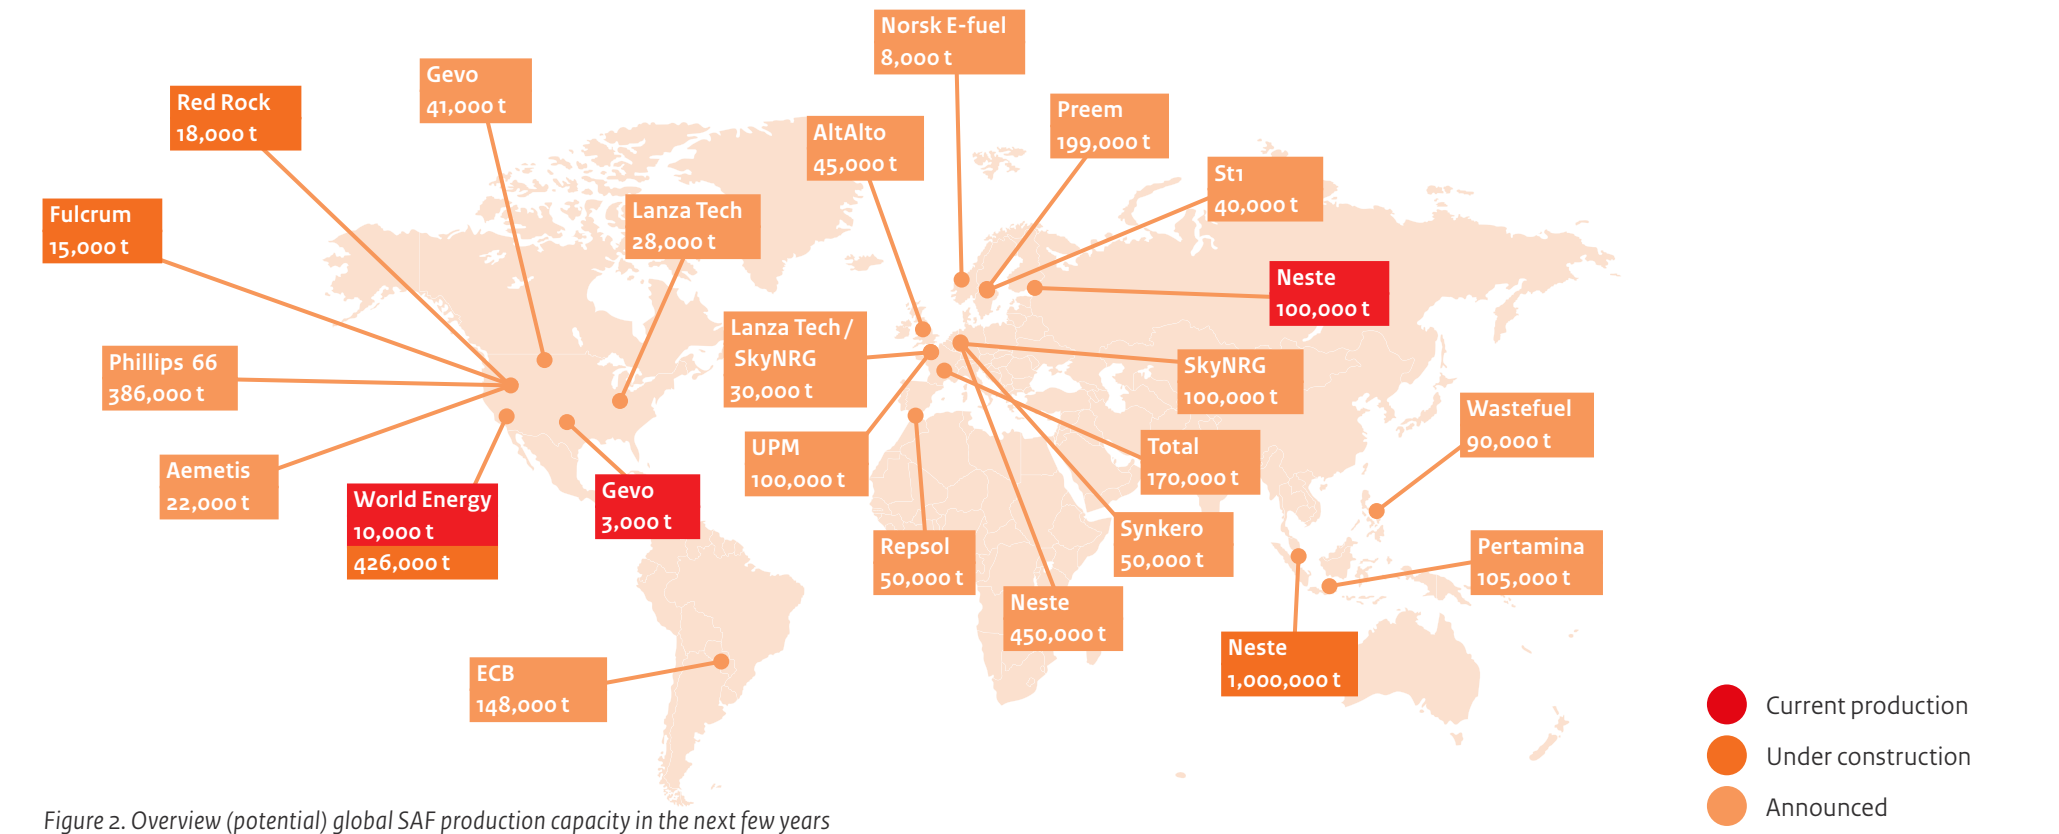 Norsk E-fuel
8,000 t
Gevo
41,000 t
Red Rock
18,000 t
Preem
199,000 t
AltAlto
45,000 t
St1
40,000 t
Fulcrum
15,000 t
Lanza Tech
28,000 t
Neste
100,000 t
Lanza Tech /
SkyNRG
30,000 t
Phillips 66
386,000 t
SkyNRG
100,000 t
Wastefuel
90,000 t
UPM
100,000 t
Total
170,000 t
Aemetis
22,000 t
World Energy
10,000 t
426,000 t
Gevo
3,000 t
Synkero
50,000 t
Repsol
50,000 t
Pertamina
105,000 t
Neste
450,000 t
Neste
1,000,000 t
ECB
148,000 t
Current production
Under construction
Announced
Figure 2. Overview (potential) global SAF production capacity in the next few years